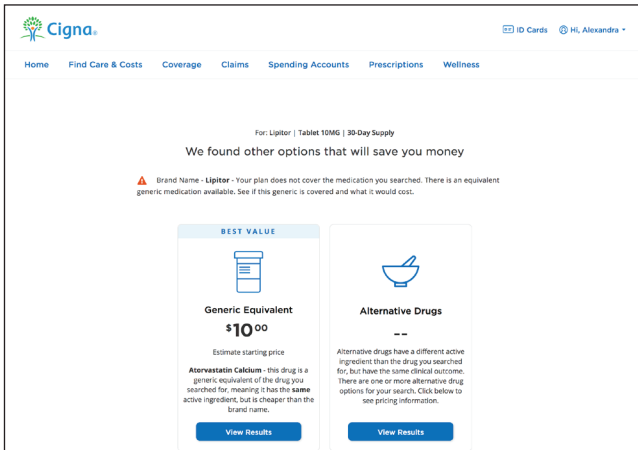 Cigna®
ID Cards Hi, Alexandra
Home Find Care & Costs Coverage Claims Spending Accounts Prescriptions Wellness
For: Lipitor | Tablet 10MG | 30-Day Supply
We found other options that will save you money
Brand Name - Lipitor - Your plan does not cover the medication you searched. There is an equivalent
generic medication available. See if this generic is covered and what it would cost.
BEST VALUE
Generic Equivalent
$10.00
Estimate starting price
Atorvastatin Calcium - this drug is a
generic equivalent of the drug you
searched for, meaning it has the same
active ingredient, but is cheaper than the
brand name.
View Results
Alternative Drugs
--
Alternative drugs have a different active
ingredient than the drug you searched
for, but have the same clinical outcome.
There are one or more alternative drug
options for your search. Click below to
see pricing information.
View Results